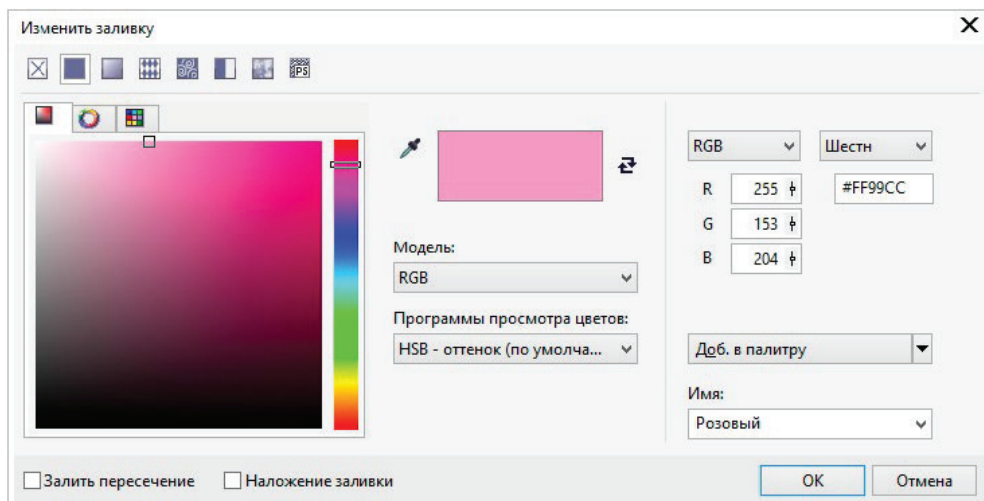 Изменить заливку
PS
RGB
Шестн
R 255 #FF99CC
G 153
B 204
Модель:
RGB
Программы просмотра цветов:
HSB - оттенок (по умолча...
Доб. в палитру
Имя:
Розовый
Залить пересечение
Наложение заливки
OK
Отмена